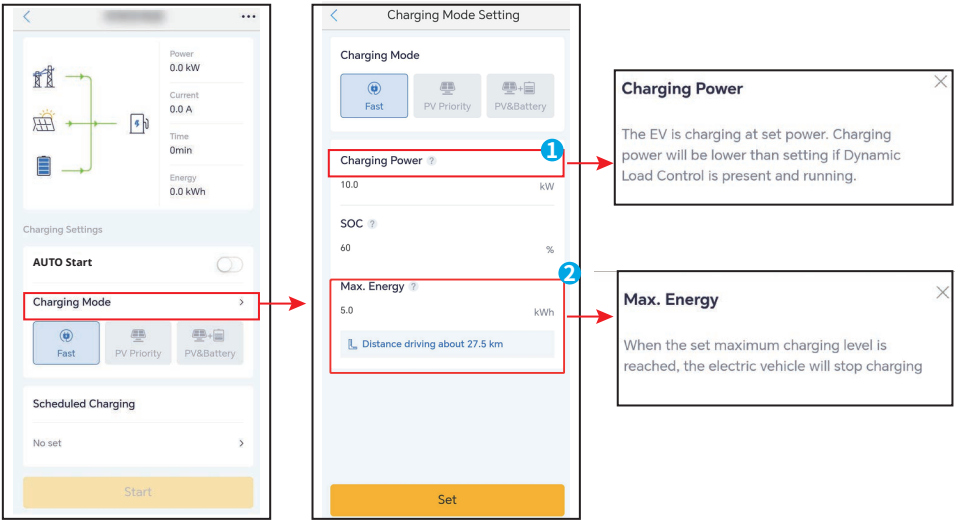 Power
0.0 kW
Current
0.0 A
Time
0min
Energy
0.0 kWh
Charging Settings
AUTO Start
Charging Mode
Fast
PV Priority
PV&Battery
Scheduled Charging
No set
Start
Charging Mode Setting
Charging Mode
Fast
PV Priority
PV&Battery
Charging Power ?
1
10.0 kW
SOC ?
60 %
2
Max. Energy ?
5.0 kWh
Distance driving about 27.5 km
Set
Charging Power
The EV is charging at set power. Charging
power will be lower than setting if Dynamic
Load Control is present and running.
Max. Energy
When the set maximum charging level is
reached, the electric vehicle will stop charging